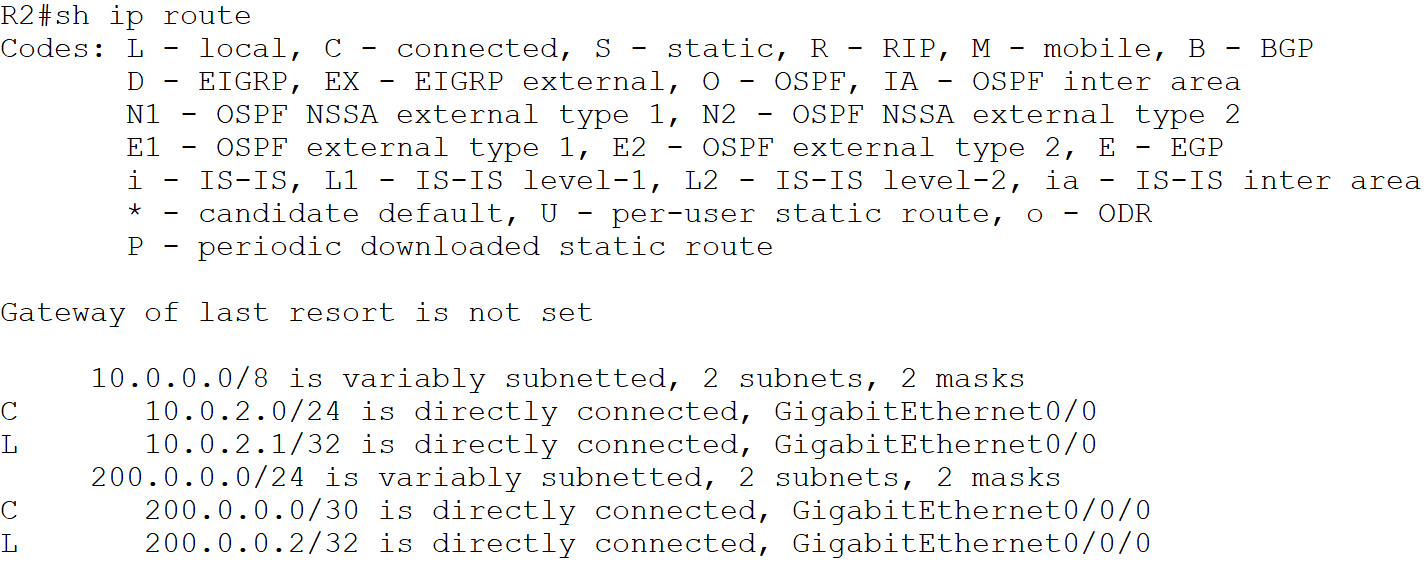 R2#sh ip route
Codes: L - local, C - connected, S - static, R - RIP, M - mobile, B - BGP
       D - EIGRP, EX - EIGRP external, O - OSPF, IA - OSPF inter area
       N1 - OSPF NSSA external type 1, N2 - OSPF NSSA external type 2
       E1 - OSPF external type 1, E2 - OSPF external type 2, E - EGP
       i - IS-IS, L1 - IS-IS level-1, L2 - IS-IS level-2, ia - IS-IS inter area
       * - candidate default, U - per-user static route, o - ODR
       P - periodic downloaded static route

Gateway of last resort is not set

     10.0.0.0/8 is variably subnetted, 2 subnets, 2 masks
C       10.0.2.0/24 is directly connected, GigabitEthernet0/0
L       10.0.2.1/32 is directly connected, GigabitEthernet0/0
     200.0.0.0/24 is variably subnetted, 2 subnets, 2 masks
C       200.0.0.0/30 is directly connected, GigabitEthernet0/0/0
L       200.0.0.2/32 is directly connected, GigabitEthernet0/0/0